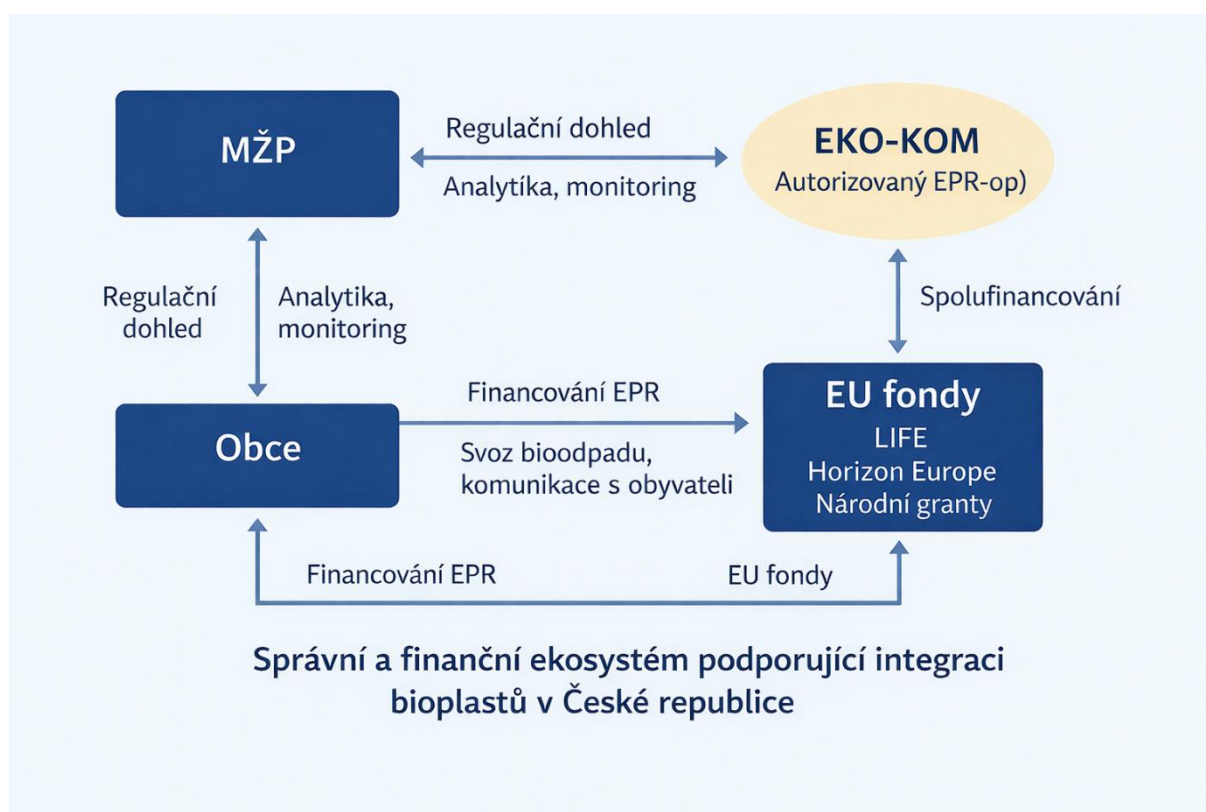 MŽP
Regulační dohled
Analytíka, monitoring
EKO-KOM
Autorizovaný EPR-op)
Regulační
dohled
Analytika,
monitoring
Spolufinancování
Obce
Financování EPR
Svoz bioodpadu,
komunikace s obyvateli
EU fondy
LIFE
Horizon Europe
Národní granty
Financování EPR
EU fondy
Správní a finanční ekosystém podporující integraci
bioplastů v České republice